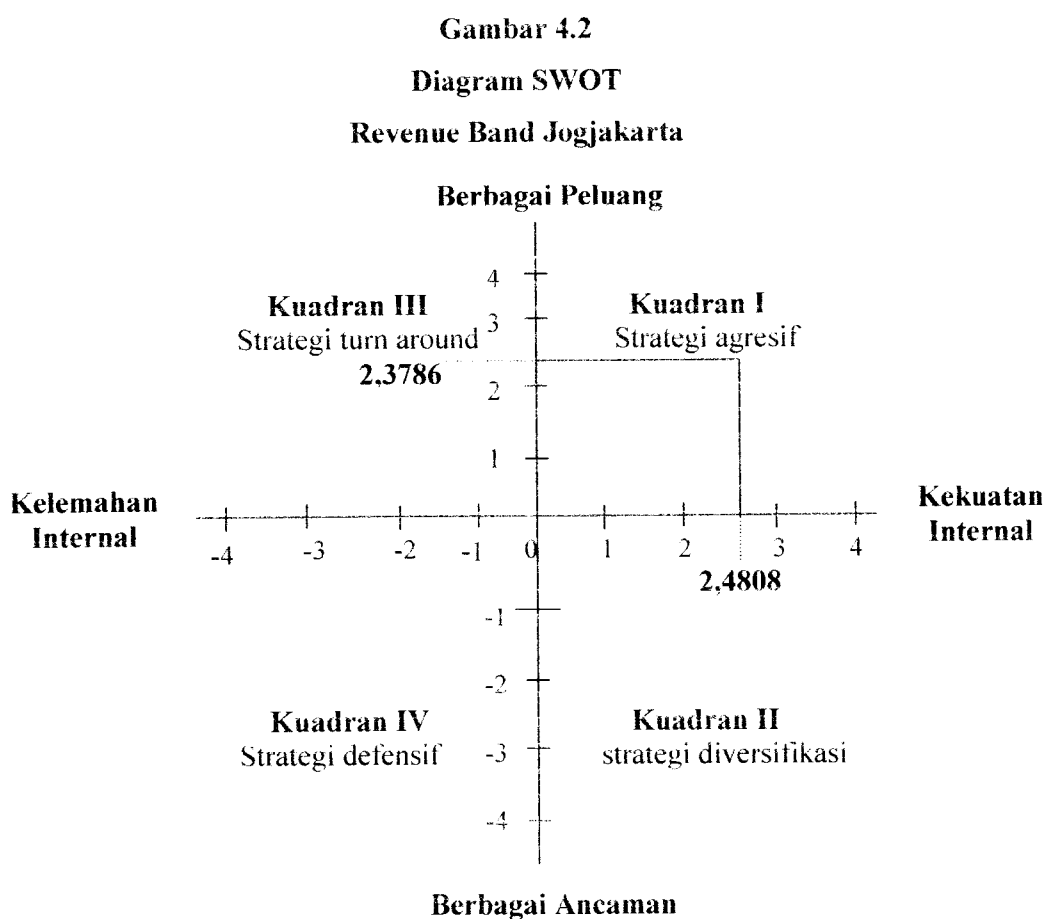 Gambar 4.2
Diagram SWOT
Revenue Band Jogjakarta
Berbagai Peluang
4
Kuadran III
Strategi turn around
2,3786
3
Kuadran I
Strategi agresif
2
1
Kelemahan
Internal
Kekuatan
Internal
-4 -3 -2 -1 0 1 2 3 4
2,4808
-1
-2
Kuadran IV
Strategi defensif
Kuadran II
strategi diversifikasi
-3
-4
Berbagai Ancaman